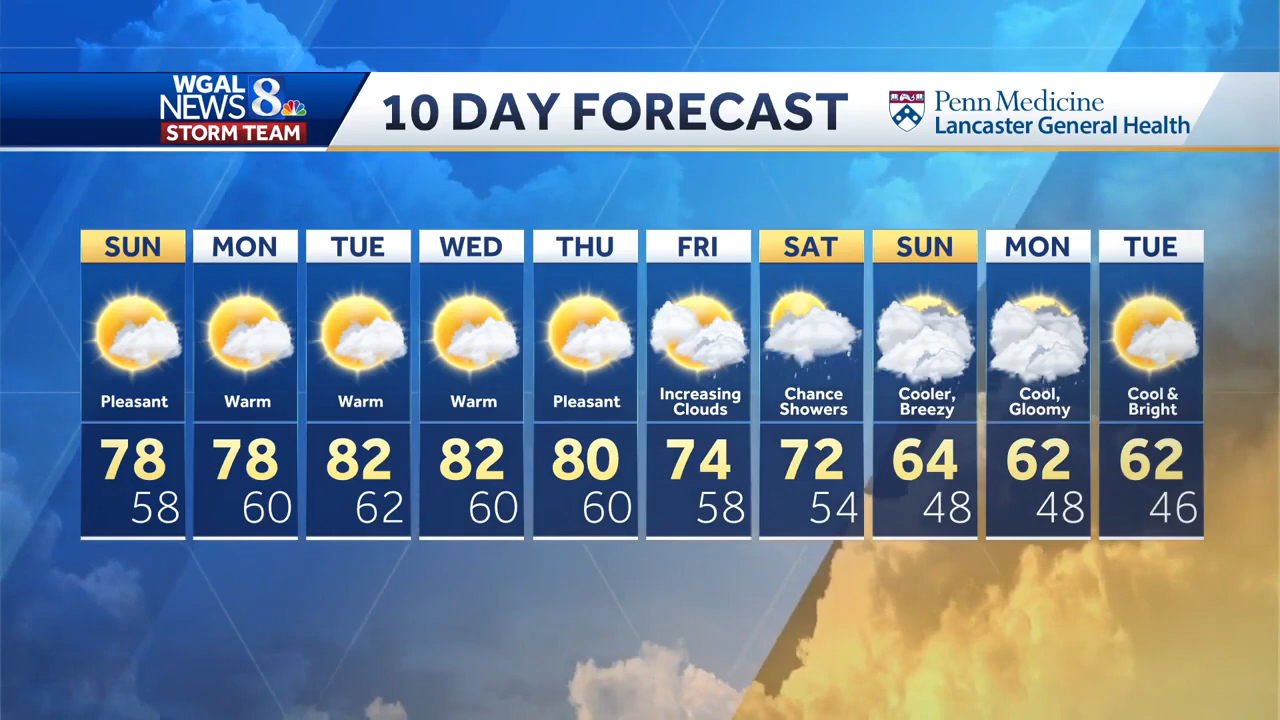 WGAL
NEWS 8
STORM TEAM
10 DAY FORECAST
Penn Medicine
Lancaster General Health
SUN MON TUE WED THU FRI SAT SUN MON TUE
Pleasant Warm Warm Warm Pleasant Increasing Clouds Chance Showers Cooler, Breezy Cool, Gloomy Cool & Bright
78 78 82 82 80 74 72 64 62 62
58 60 62 60 60 58 54 48 48 46